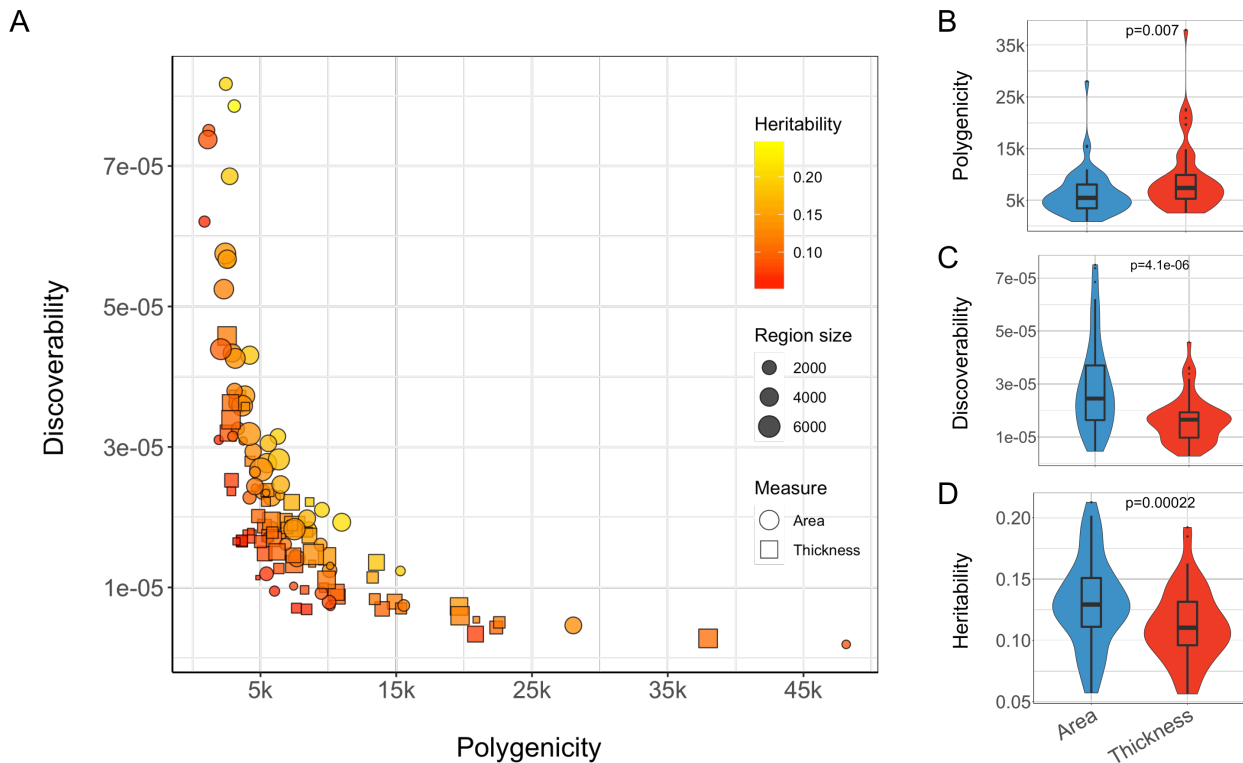 A
Discoverability
7e-05
5e-05
3e-05
1e-05
5k
15k
25k
35k
45k
Polygenicity
Heritability
0.20
0.15
0.10
Region size
2000
4000
6000
Measure
Area
Thickness
B
p=0.007
Polygenicity
35k
25k
15k
5k
C
p=4.1e-06
Discoverability
7e-05
5e-05
3e-05
1e-05
D
p=0.00022
Heritability
0.20
0.15
0.10
0.05
Area
Thickness